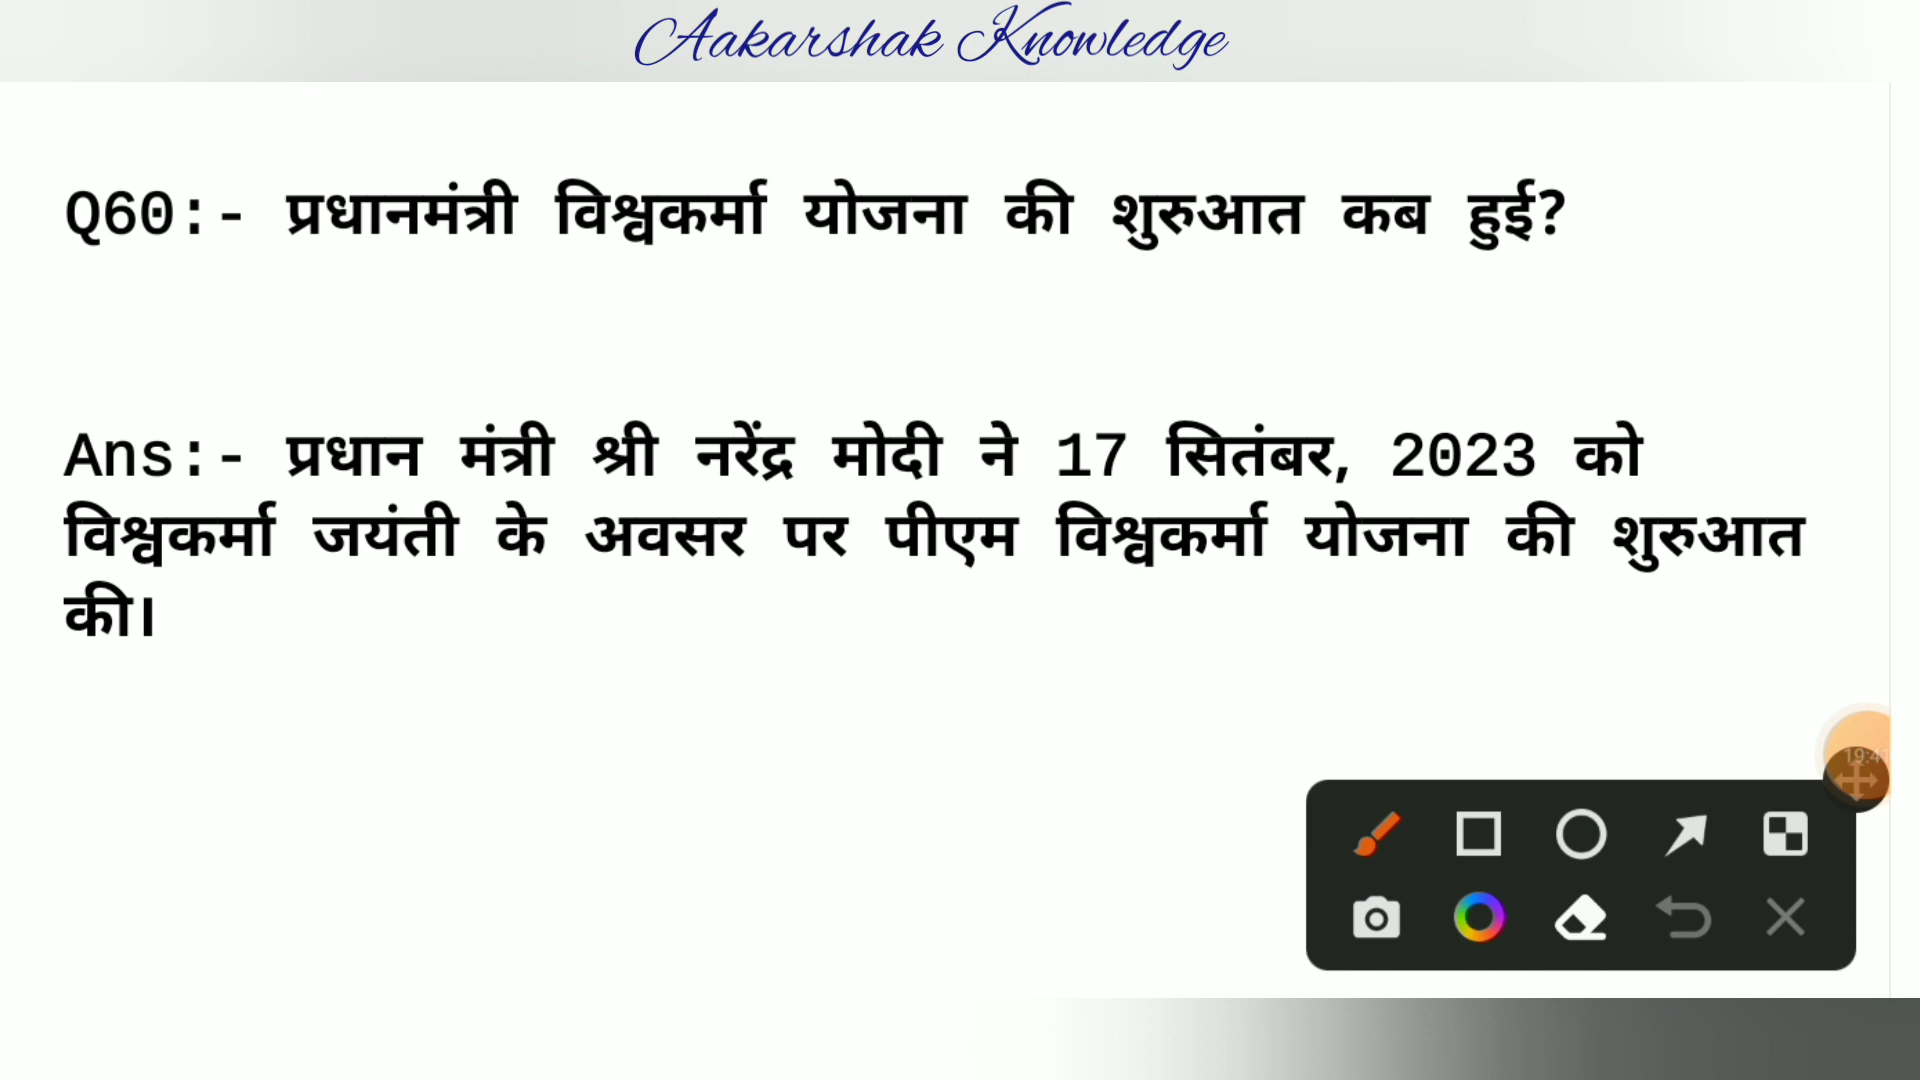 Aakarshak Knowledge
Q60:- प्रधानमंत्री विश्वकर्मा योजना की शुरुआत कब हुई?
Ans:- प्रधान मंत्री श्री नरेंद्र मोदी ने 17 सितंबर, 2023 को
विश्वकर्मा जयंती के अवसर पर पीएम विश्वकर्मा योजना की शुरुआत
की।